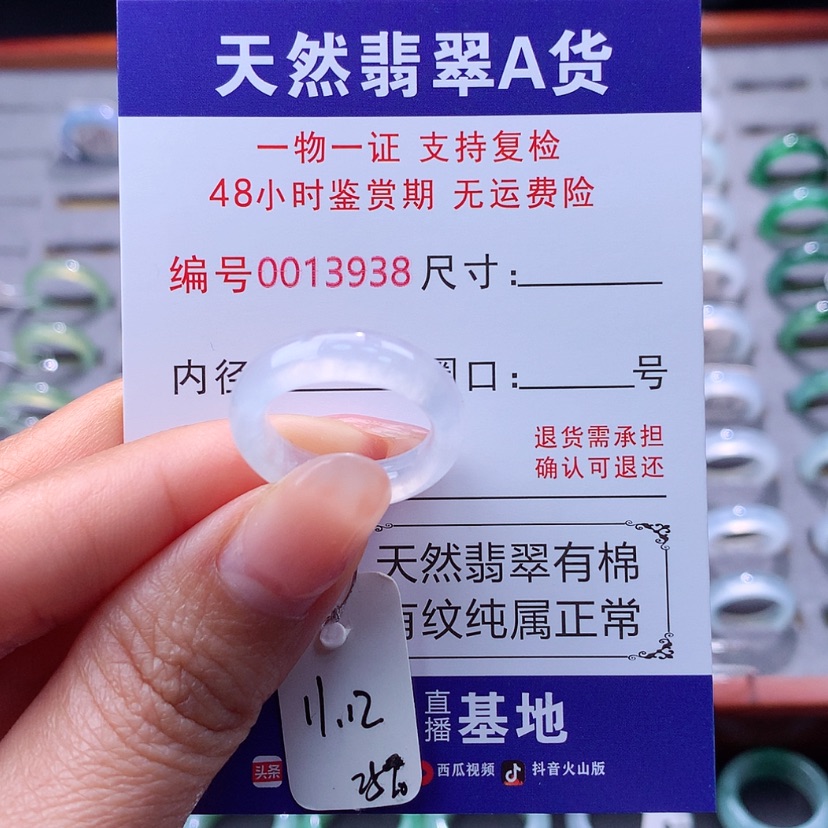 天然翡翠A货
一物一证 支持复检
48小时鉴赏期 无运费险
编号0013938 尺寸:
内径 圈口: 号
退货需承担
确认可退还
天然翡翠有棉
有纹纯属正常
直播基地
头条 西瓜视频 抖音火山版
11.12